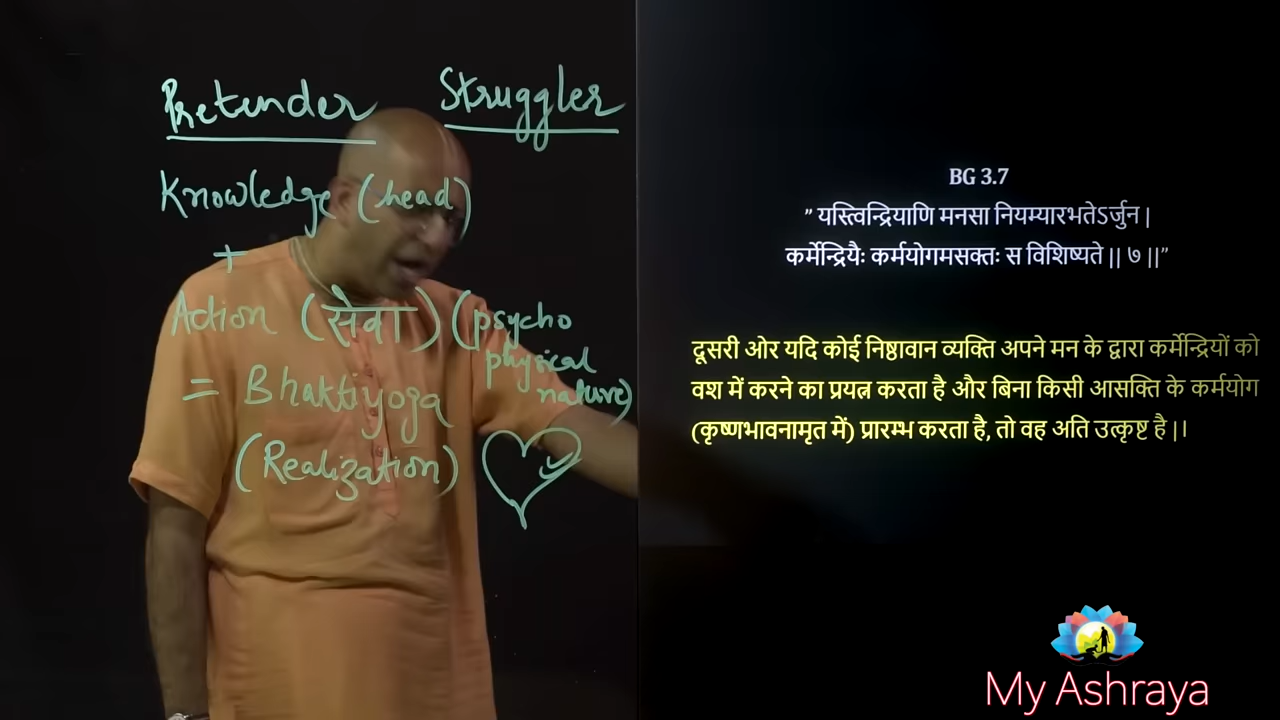 Pretender
Struggler
Knowledge (head)
+
Action (सेवा) (psycho
physical
nature)
= Bhaktiyoga
(Realization)
BG 3.7
” यस्त्विन्द्रियाणि मनसा नियम्यारभतेऽर्जुन |
कर्मेन्द्रियैः कर्मयोगमसक्तः स विशिष्यते || ७ ||”
दूसरी ओर यदि कोई निष्ठावान व्यक्ति अपने मन के द्वारा कर्मेन्द्रियों को
वश में करने का प्रयत्न करता है और बिना किसी आसक्ति के कर्मयोग
(कृष्णभावनामृत में) प्रारम्भ करता है, तो वह अति उत्कृष्ट है |।
My Ashraya